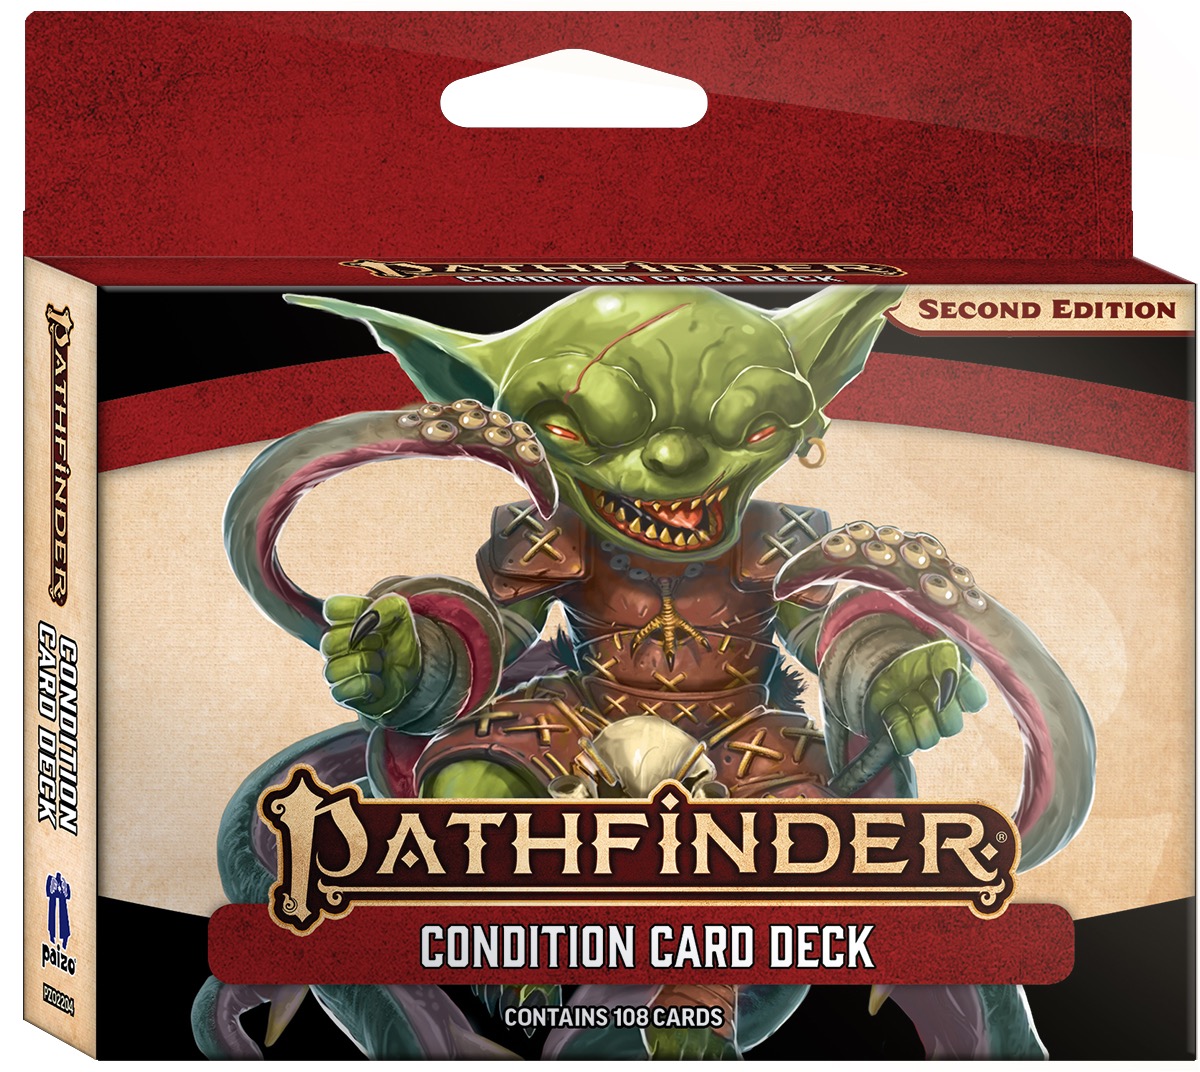 PATHFINDER
CONDITION CARD DECK
SECOND EDITION
PATHFINDER
CONDITION
CARD DECK
paizo
PZO2204
PATHFINDER®
CONDITION CARD DECK
CONTAINS 108 CARDS